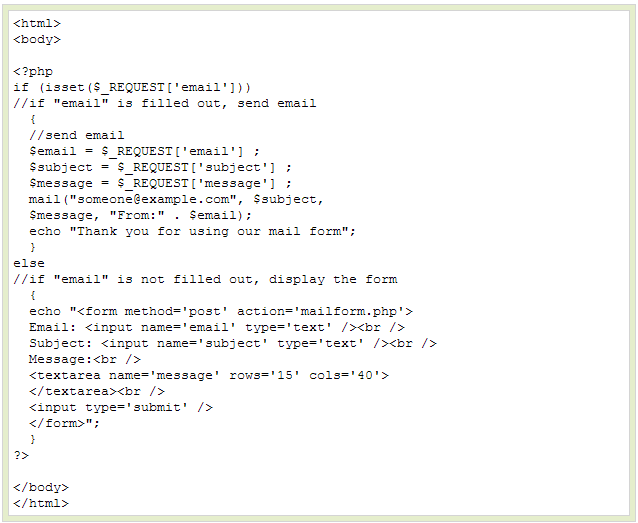 <html>
<body>

<?php
if (isset($_REQUEST['email']))
//if "email" is filled out, send email
  {
  //send email
  $email = $_REQUEST['email'] ;
  $subject = $_REQUEST['subject'] ;
  $message = $_REQUEST['message'] ;
  mail("someone@example.com", $subject,
  $message, "From:" . $email);
  echo "Thank you for using our mail form";
  }
else
//if "email" is not filled out, display the form
  {
  echo "<form method='post' action='mailform.php'>
  Email: <input name='email' type='text' /><br />
  Subject: <input name='subject' type='text' /><br />
  Message:<br />
  <textarea name='message' rows='15' cols='40'>
  </textarea><br />
  <input type='submit' />
  </form>";
  }
?>

</body>
</html>